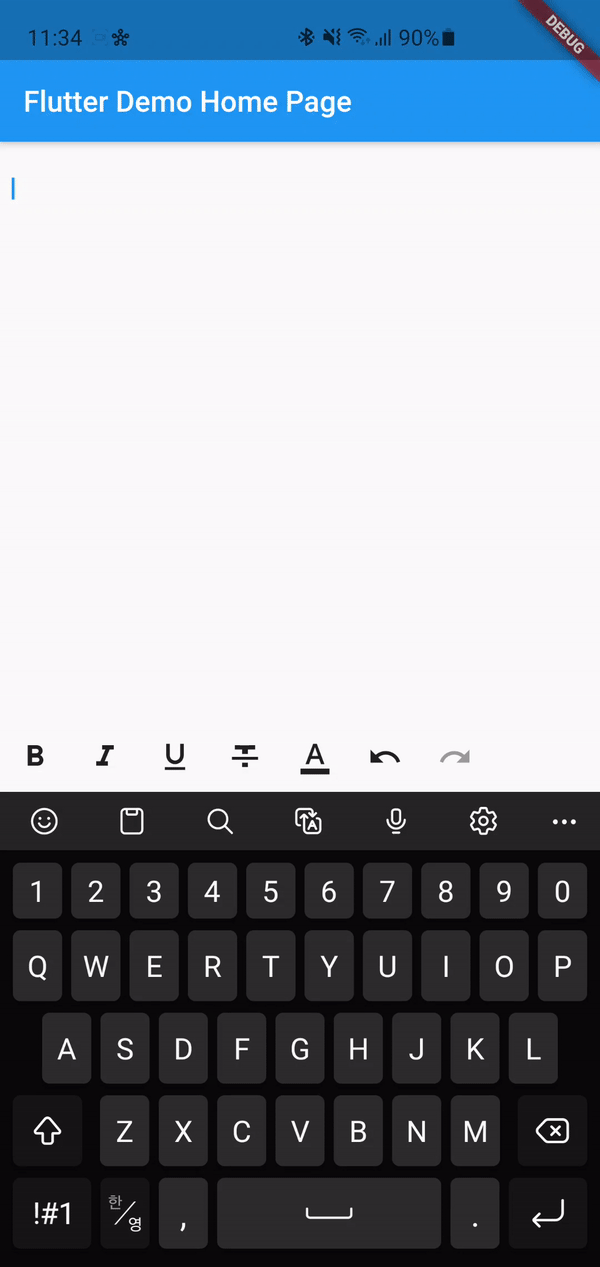 11:34 90%
DEBUG
Flutter Demo Home Page
B I U T A
A
1 2 3 4 5 6 7 8 9 0
Q W E R T Y U I O P
A S D F G H J K L
Z X C V B N M
!#1 한/영 , .